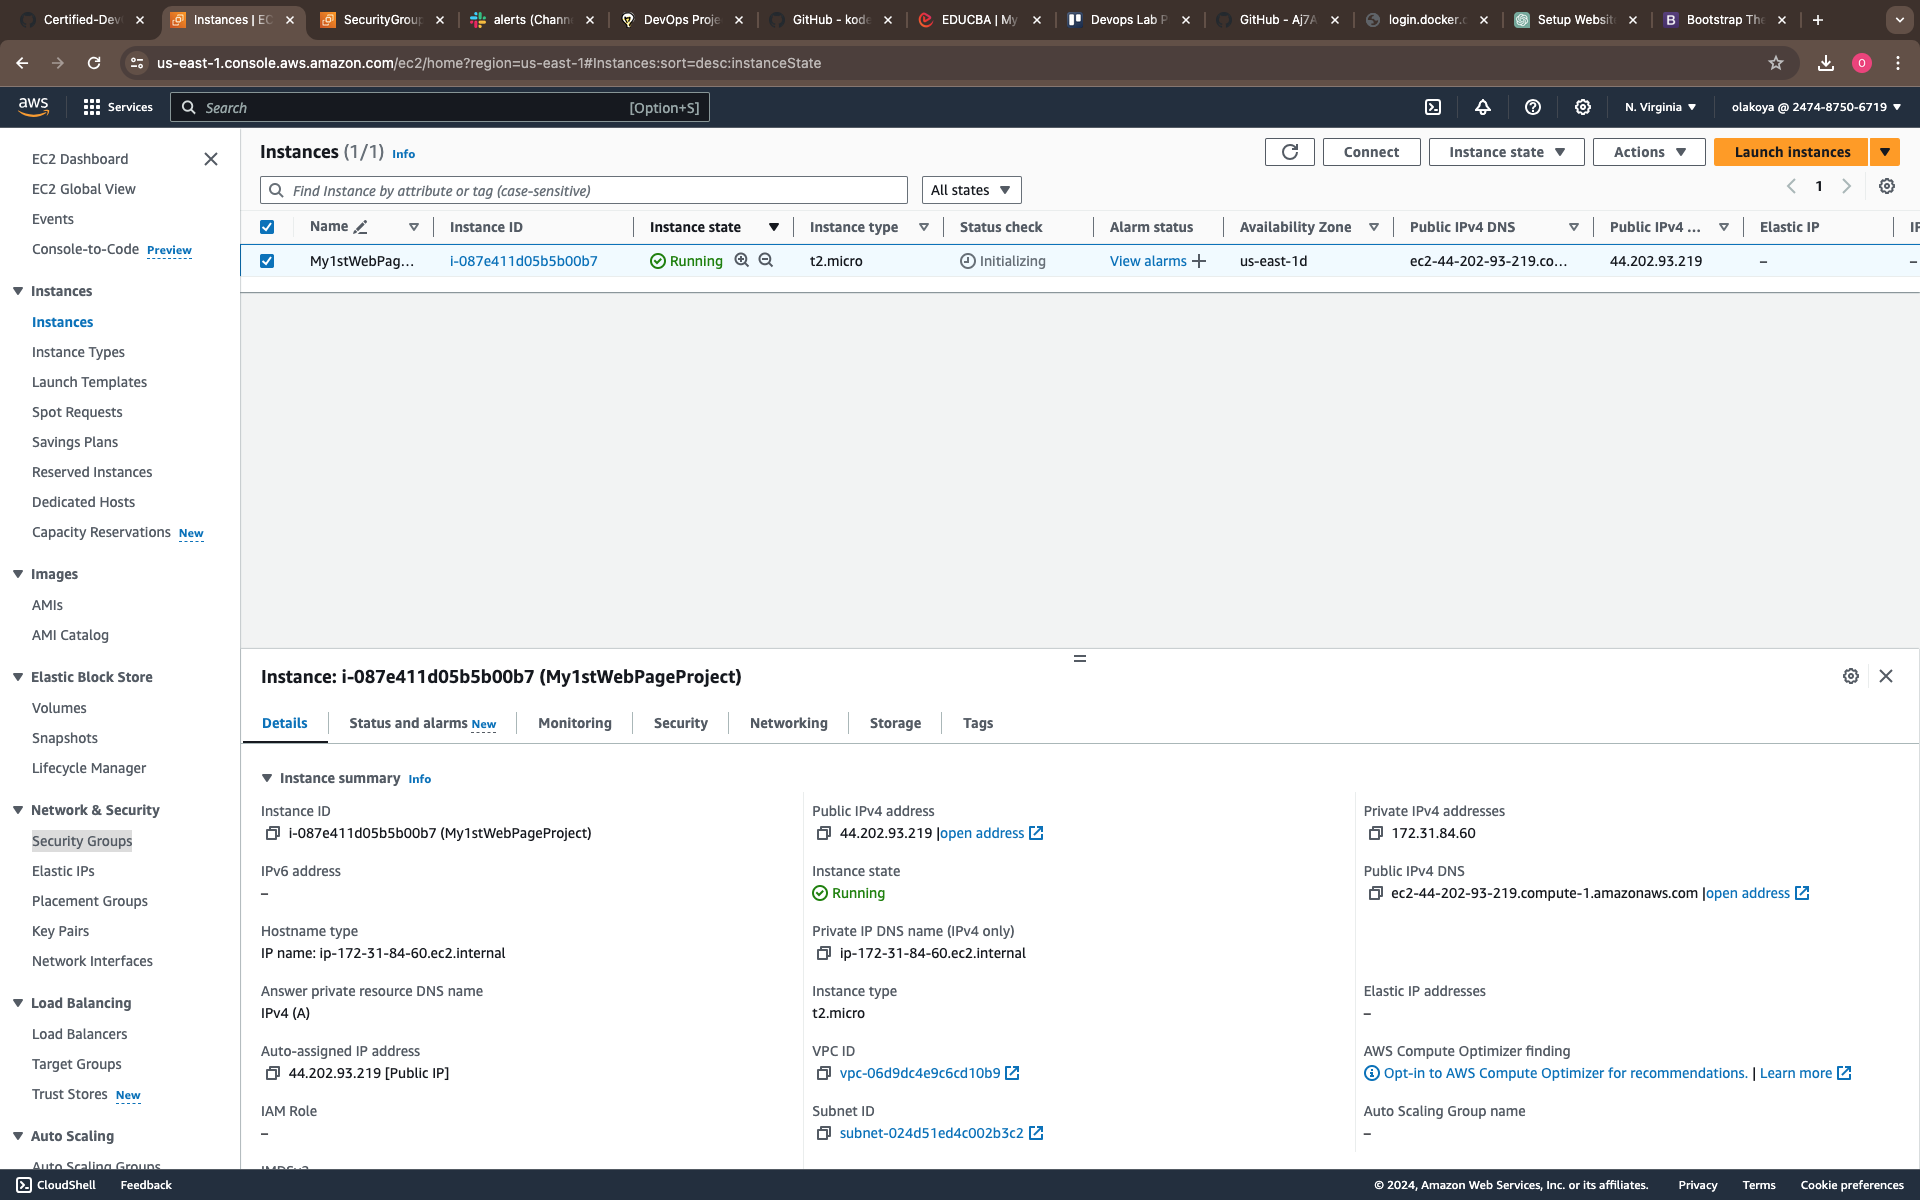 Certified-Dev
Instances | EC
SecurityGroup
alerts (Chann
DevOps Proje
GitHub - kode
EDUCBA | My
Devops Lab P
GitHub - Aj7A
login.docker.c
Setup Website
Bootstrap The
us-east-1.console.aws.amazon.com/ec2/home?region=us-east-1#Instances:sort=desc:instanceState
O
aws
Services
Search
[Option+S]
N. Virginia
olakoya @ 2474-8750-6719
EC2 Dashboard
EC2 Global View
Events
Console-to-Code Preview
Instances
Instances
Instance Types
Launch Templates
Spot Requests
Savings Plans
Reserved Instances
Dedicated Hosts
Capacity Reservations New
Images
AMIs
AMI Catalog
Elastic Block Store
Volumes
Snapshots
Lifecycle Manager
Network & Security
Security Groups
Elastic IPs
Placement Groups
Key Pairs
Network Interfaces
Load Balancing
Load Balancers
Target Groups
Trust Stores New
Auto Scaling
Auto Scaling Groups
Instances (1/1) Info
Connect
Instance state
Actions
Launch instances
Find Instance by attribute or tag (case-sensitive)
All states
1
Name
Instance ID
Instance state
Instance type
Status check
Alarm status
Availability Zone
Public IPv4 DNS
Public IPv4 ...
Elastic IP
IP
My1stWebPag...
i-087e411d05b5b00b7
Running
t2.micro
Initializing
View alarms +
us-east-1d
ec2-44-202-93-219.co...
44.202.93.219
–
–
Instance: i-087e411d05b5b00b7 (My1stWebPageProject)
Details
Status and alarms New
Monitoring
Security
Networking
Storage
Tags
Instance summary Info
Instance ID
i-087e411d05b5b00b7 (My1stWebPageProject)
Public IPv4 address
44.202.93.219 |open address
Private IPv4 addresses
172.31.84.60
IPv6 address
–
Instance state
Running
Public IPv4 DNS
ec2-44-202-93-219.compute-1.amazonaws.com |open address
Hostname type
IP name: ip-172-31-84-60.ec2.internal
Private IP DNS name (IPv4 only)
ip-172-31-84-60.ec2.internal
Answer private resource DNS name
IPv4 (A)
Instance type
t2.micro
Elastic IP addresses
–
Auto-assigned IP address
44.202.93.219 [Public IP]
VPC ID
vpc-06d9dc4e9c6cd10b9
AWS Compute Optimizer finding
Opt-in to AWS Compute Optimizer for recommendations. | Learn more
IAM Role
–
Subnet ID
subnet-024d51ed4c002b3c2
Auto Scaling Group name
–
IMDSv2
CloudShell
Feedback
© 2024, Amazon Web Services, Inc. or its affiliates.
Privacy
Terms
Cookie preferences